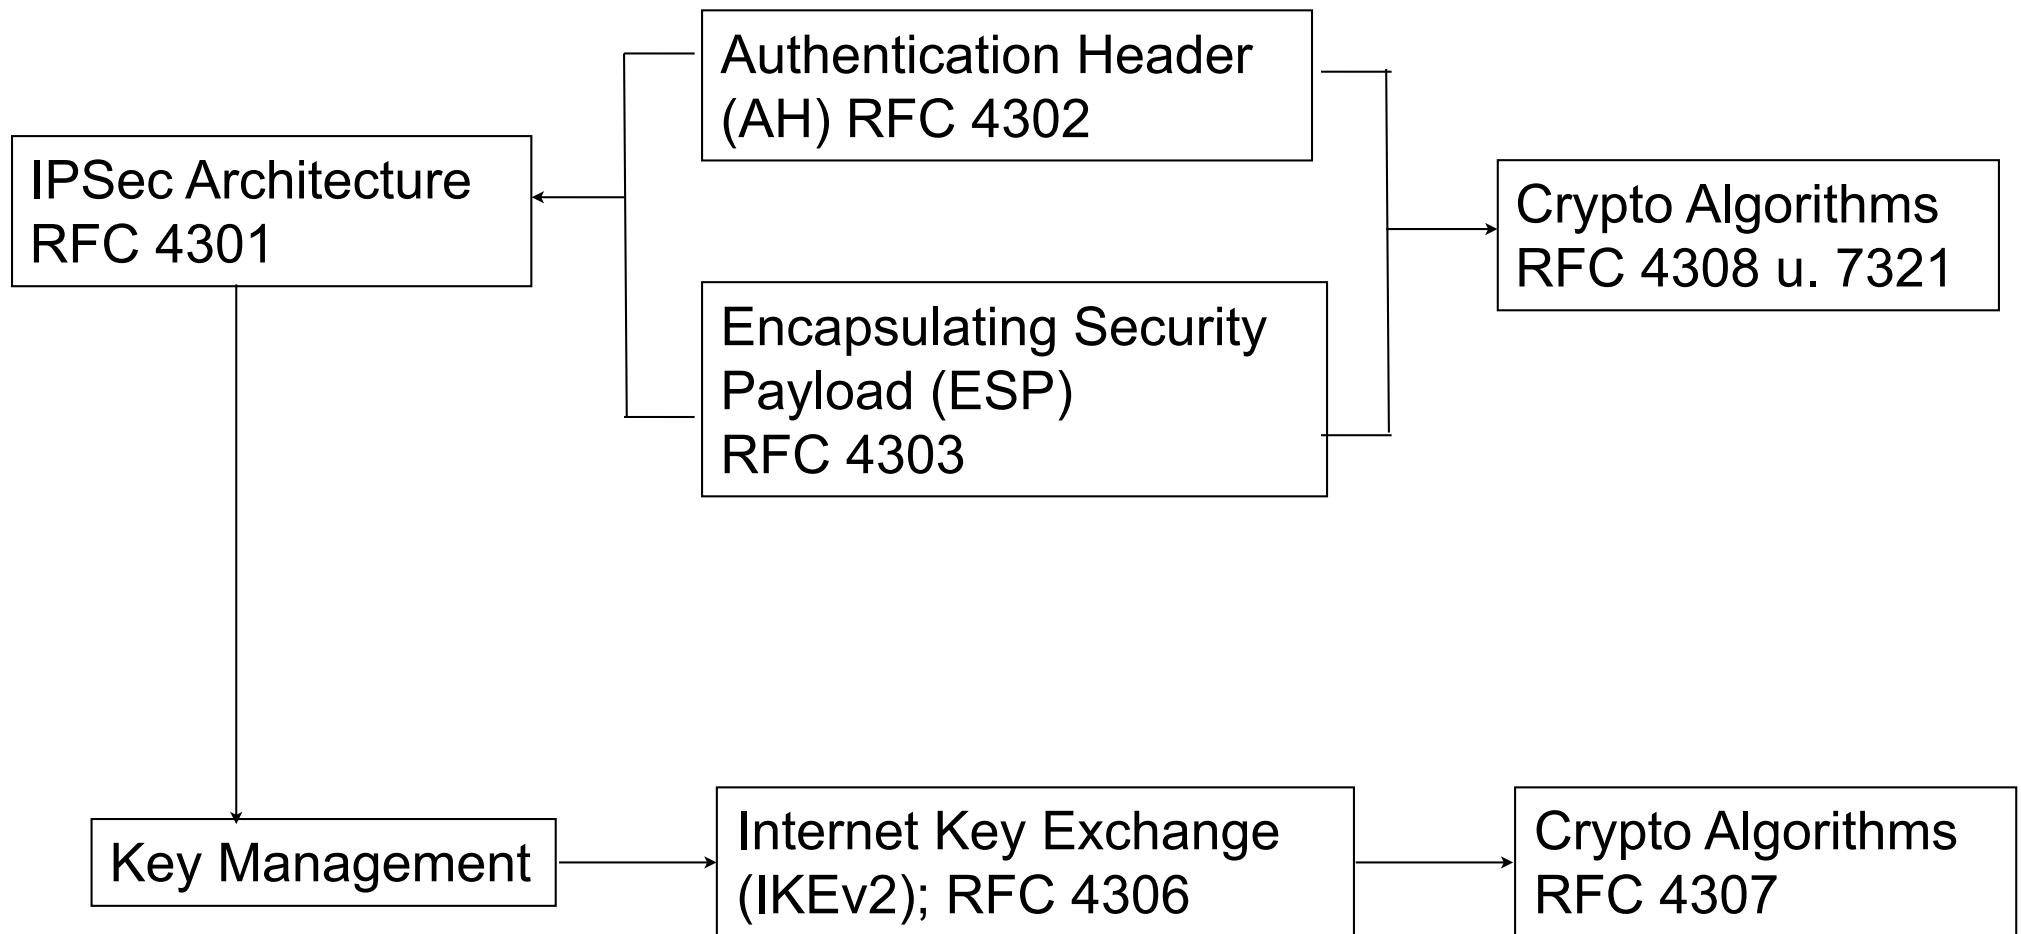 Authentication Header
(AH) RFC 4302
IPSec Architecture
RFC 4301
Crypto Algorithms
RFC 4308 u. 7321
Encapsulating Security
Payload (ESP)
RFC 4303
Key Management
Internet Key Exchange
(IKEv2); RFC 4306
Crypto Algorithms
RFC 4307